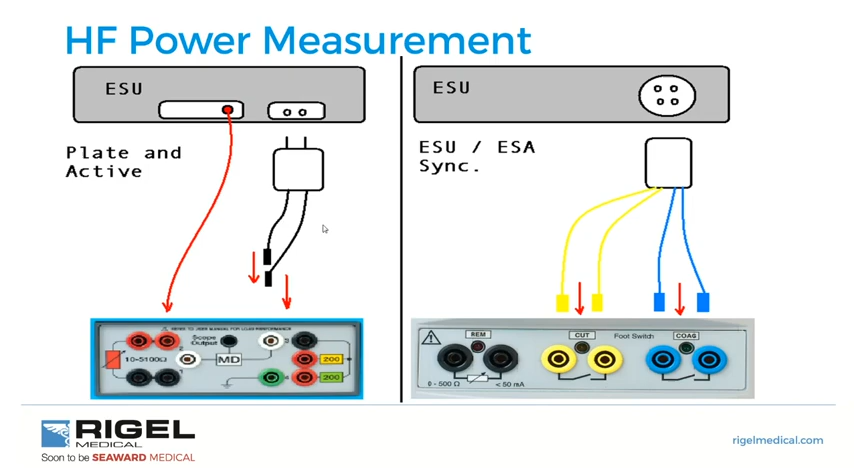 HF Power Measurement
ESU
Plate and
Active
REFER TO USER MANUAL FOR LOAD PERFORMANCE
Scope
Output
10-5100Ω
MD
200
200
ESU
ESU / ESA
Sync.
REM
CUT
Foot Switch
COAG
0 - 500 Ω
< 50 mA
RIGEL
MEDICAL
Soon to be SEAWARD MEDICAL
rigelmedical.com